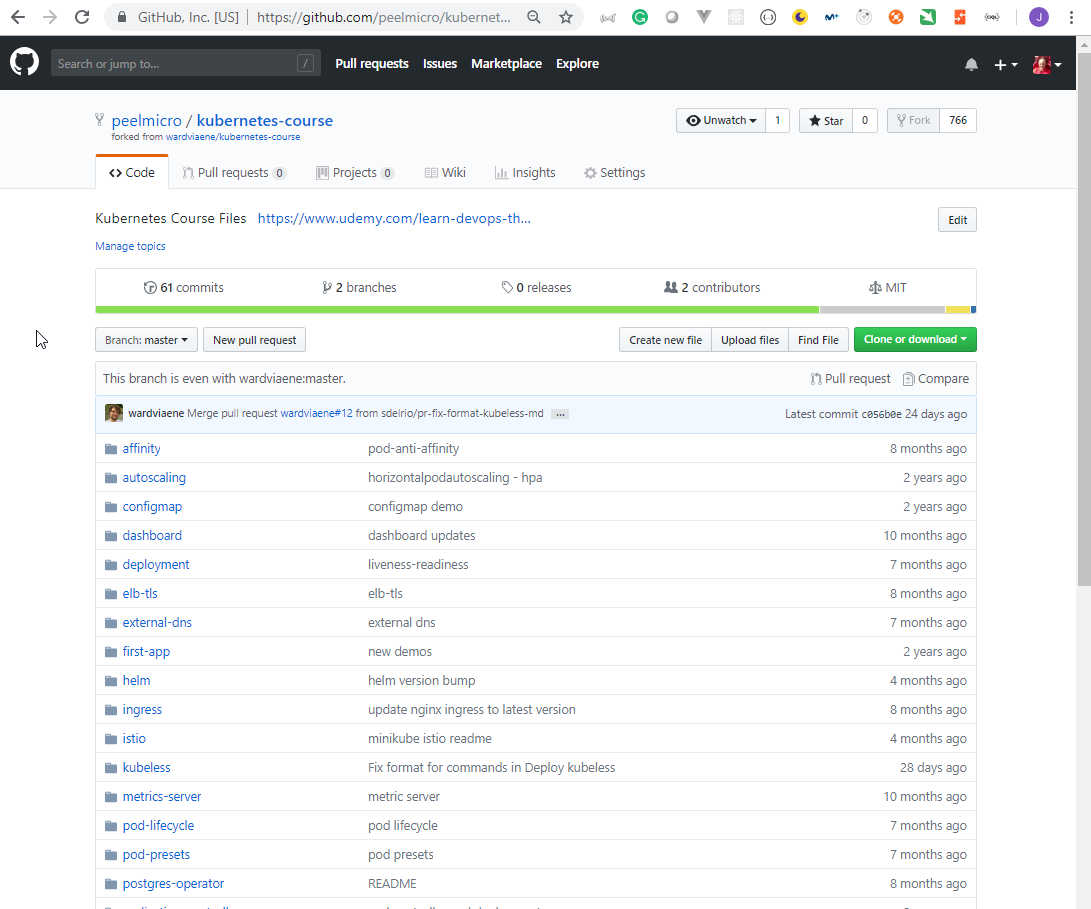 GitHub, Inc. [US] https://github.com/peelmicro/kubernet... J
Search or jump to... / Pull requests Issues Marketplace Explore
peelmicro / kubernetes-course Unwatch 1 Star 0 Fork 766
forked from wardviaene/kubernetes-course
Code Pull requests 0 Projects 0 Wiki Insights Settings
Kubernetes Course Files https://www.udemy.com/learn-devops-th... Edit
Manage topics
61 commits 2 branches 0 releases 2 contributors MIT
Branch: master New pull request Create new file Upload files Find File Clone or download
This branch is even with wardviaene:master. Pull request Compare
wardviaene Merge pull request wardviaene#12 from sdelrio/pr-fix-format-kubeless-md ... Latest commit c056b0e 24 days ago
affinity pod-anti-affinity 8 months ago
autoscaling horizontalpodautoscaling - hpa 2 years ago
configmap configmap demo 2 years ago
dashboard dashboard updates 10 months ago
deployment liveness-readiness 7 months ago
elb-tls elb-tls 8 months ago
external-dns external dns 7 months ago
first-app new demos 2 years ago
helm helm version bump 4 months ago
ingress update nginx ingress to latest version 8 months ago
istio minikube istio readme 4 months ago
kubeless Fix format for commands in Deploy kubeless 28 days ago
metrics-server metric server 10 months ago
pod-lifecycle pod lifecycle 7 months ago
pod-presets pod presets 7 months ago
postgres-operator README 8 months ago